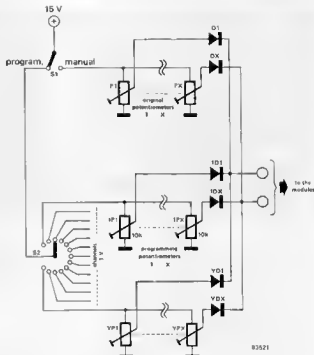 15 V
program.
manual
S1
P1
PX
original
potentiometers
1 X
D1
DX
1D1
1DX
to the
modules
S2
channels
1 Y
1P1
10k
1PX
10k
programming
potentiometers
1 X
YD1
YDX
YP1
YPX
83521